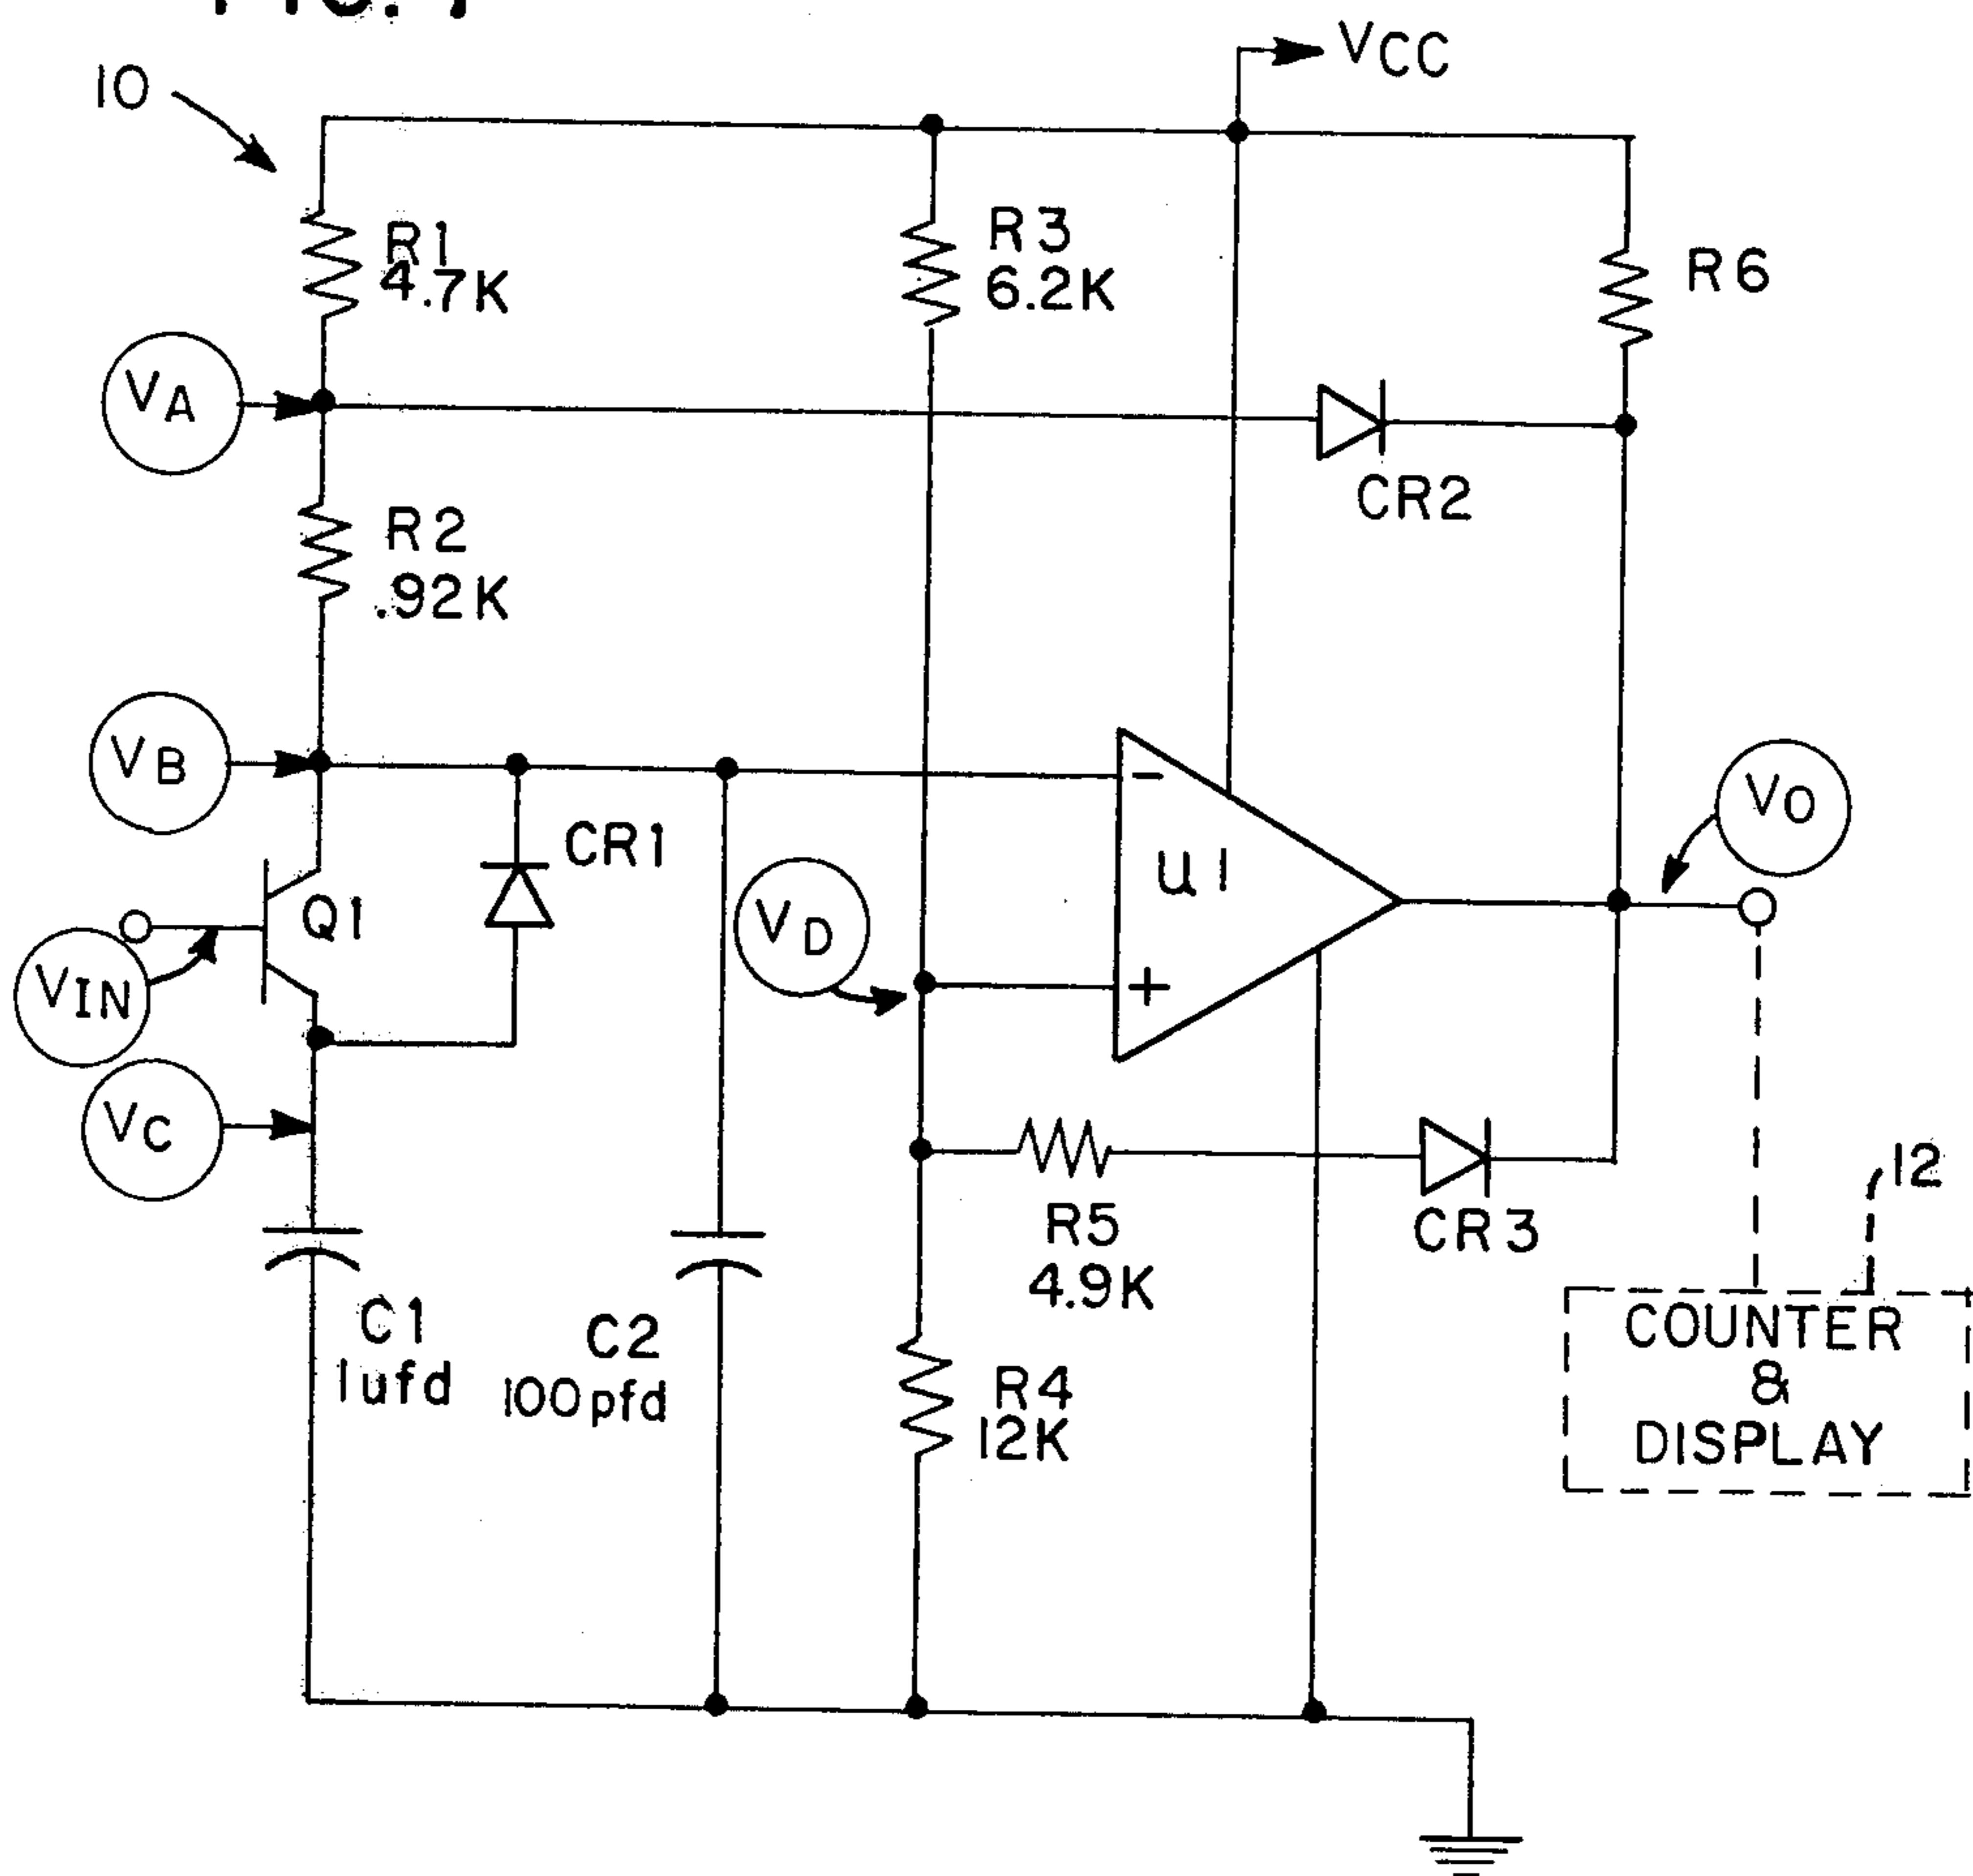 VCC
10
R1
4.7K
R3
6.2K
R6
VA
CR2
R2
.92K
VB
CR1
-
u1
VO
Q1
VD
VIN
+
VC
R5
4.9K
CR3
12
C1
1ufd
C2
100pfd
R4
12K
COUNTER
&
DISPLAY